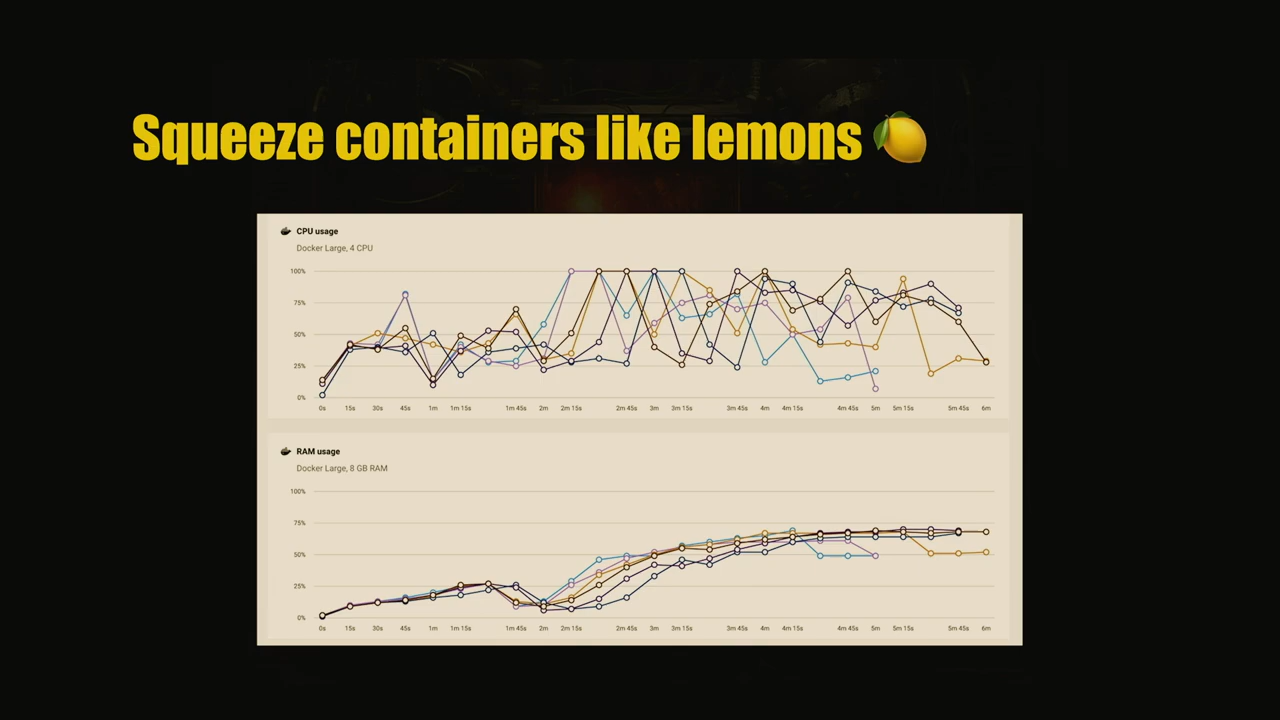 Squeeze containers like lemons 🍋
CPU usage
Docker Large, 4 CPU
100%
75%
50%
25%
0%
0s 15s 30s 45s 1m 1m 15s 1m 45s 2m 2m 15s 2m 45s 3m 3m 15s 3m 45s 4m 4m 15s 4m 45s 5m 5m 15s 5m 45s 6m
RAM usage
Docker Large, 8 GB RAM
100%
75%
50%
25%
0%
0s 15s 30s 45s 1m 1m 15s 1m 45s 2m 2m 15s 2m 45s 3m 3m 15s 3m 45s 4m 4m 15s 4m 45s 5m 5m 15s 5m 45s 6m